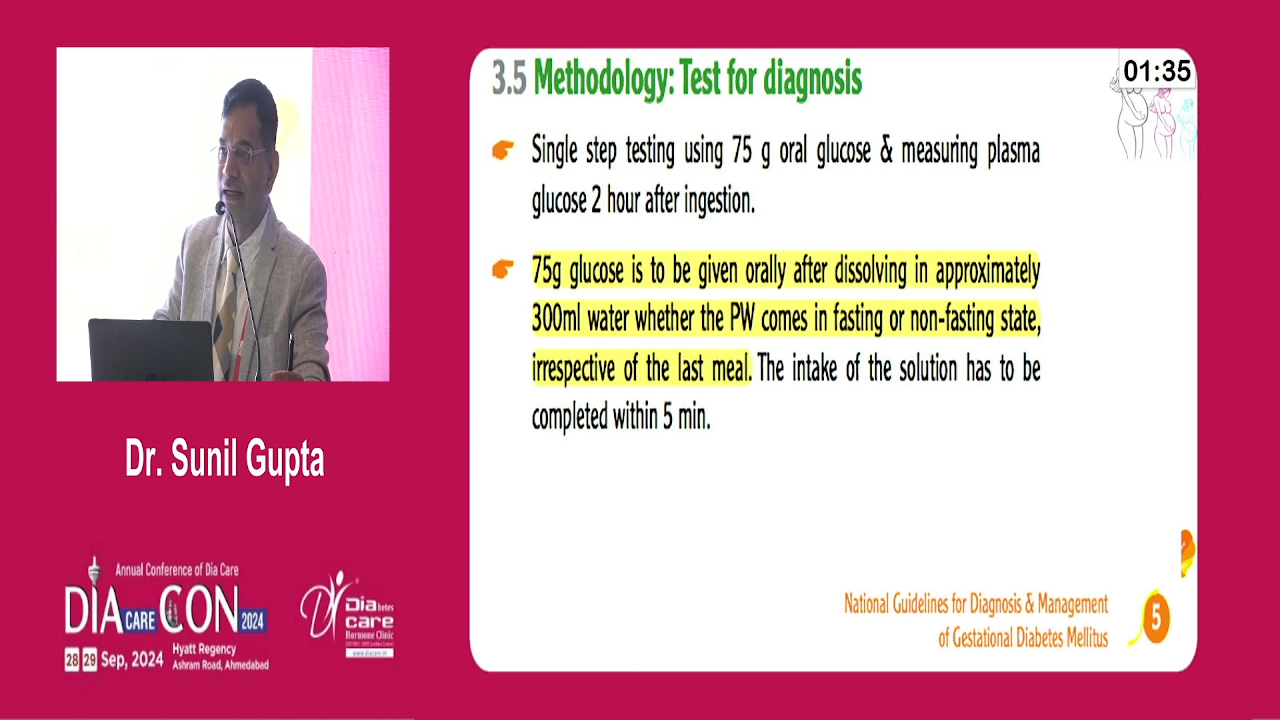 3.5 Methodology: Test for diagnosis
01:35
Single step testing using 75 g oral glucose & measuring plasma
glucose 2 hour after ingestion.
75g glucose is to be given orally after dissolving in approximately
300ml water whether the PW comes in fasting or non-fasting state,
irrespective of the last meal. The intake of the solution has to be
completed within 5 min.
National Guidelines for Diagnosis & Management
of Gestational Diabetes Mellitus
5
Dr. Sunil Gupta
Annual Conference of Dia Care
DIA CARE CON 2024
28 29 Sep, 2024
Hyatt Regency
Ashram Road, Ahmedabad
Diabetes
care
Hormone Clinic
www.diacare.in